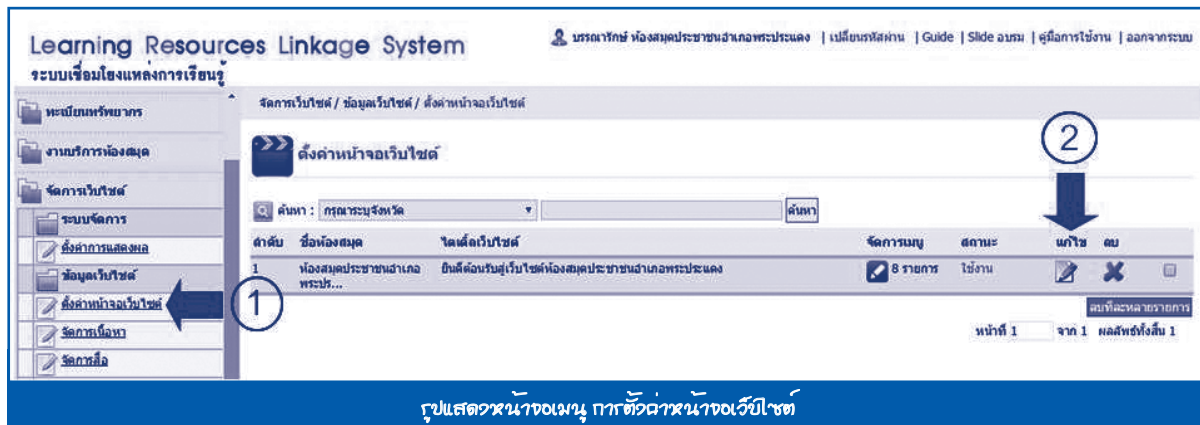 Learning Resources Linkage System
ระบบเชื่อมโยงแหล่งการเรียนรู้
บรรณารักษ์ ห้องสมุดประชาชนอำเภอพระประแดง | เปลี่ยนรหัสผ่าน | Guide | Slide อบรม | คู่มือการใช้งาน | ออกจากระบบ
ทะเบียนทรัพยากร
งานบริการห้องสมุด
จัดการเว็บไซต์
ระบบจัดการ
ตั้งค่าการแสดงผล
ข้อมูลเว็บไซต์
ตั้งค่าหน้าจอเว็บไซต์
จัดการเนื้อหา
จัดการสื่อ
1
จัดการเว็บไซต์ / ข้อมูลเว็บไซต์ / ตั้งค่าหน้าจอเว็บไซต์
ตั้งค่าหน้าจอเว็บไซต์
2
ค้นหา : กรุณาระบุจังหวัด ค้นหา
ลำดับ ชื่อห้องสมุด ไตเติ้ลเว็บไซต์ จัดการเมนู สถานะ แก้ไข ลบ
1 ห้องสมุดประชาชนอำเภอ ยินดีต้อนรับสู่เว็บไซต์ห้องสมุดประชาชนอำเภอพระประแดง 8 รายการ ใช้งาน
พระปร...
ลบทีละหลายรายการ
หน้าที่ 1 จาก 1 ผลลัพธ์ทั้งสิ้น 1
รูปแสดงหน้าจอเมนู การตั้งค่าหน้าจอเว็บไซต์